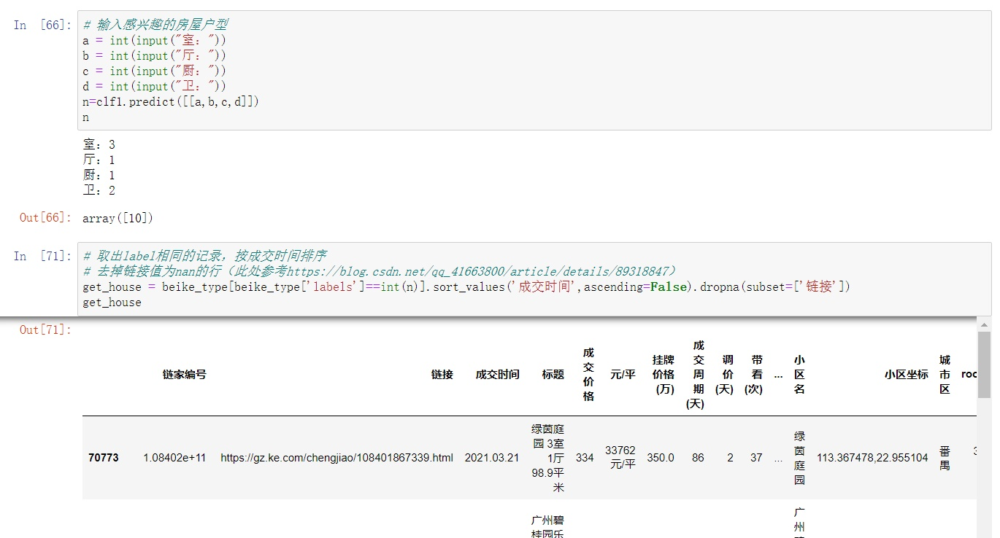 In [66]:
# 输入感兴趣的房屋户型
a = int(input("室: "))
b = int(input("厅: "))
c = int(input("厨: "))
d = int(input("卫: "))
n=clf1.predict([[a,b,c,d]])
n
室: 3
厅: 1
厨: 1
卫: 2
Out[66]: array([10])
In [71]:
# 取出label相同的记录，按成交时间排序
# 去掉链接值为nan的行（此处参考https://blog.csdn.net/qq_41663800/article/details/89318847）
get_house = beike_type[beike_type['labels']==int(n)].sort_values('成交时间',ascending=False).dropna(subset=['链接'])
get_house
Out[71]:
链家编号 链接 成交时间 标题 成交价格 元/平 挂牌价格(万) 成交周期(天) 调价(天) 带看(次) ... 小区名 小区坐标 城市区
70773 1.08402e+11 https://gz.ke.com/chengjiao/108401867339.html 2021.03.21 绿茵庭园 3室1厅 98.9平米 334 33762元/平 350.0 86 2 37 ... 绿茵庭园 113.367478,22.955104 番禺
广州碧桂园乐 广州